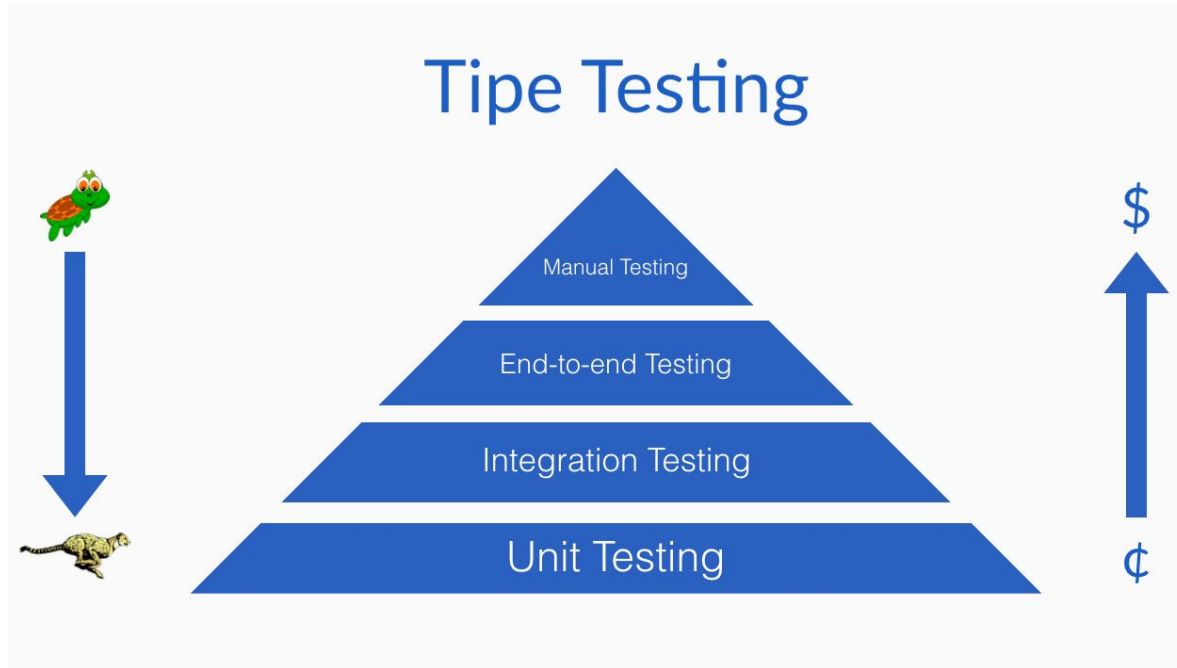 Tipe Testing
$
Manual Testing
End-to-end Testing
Integration Testing
Unit Testing
¢